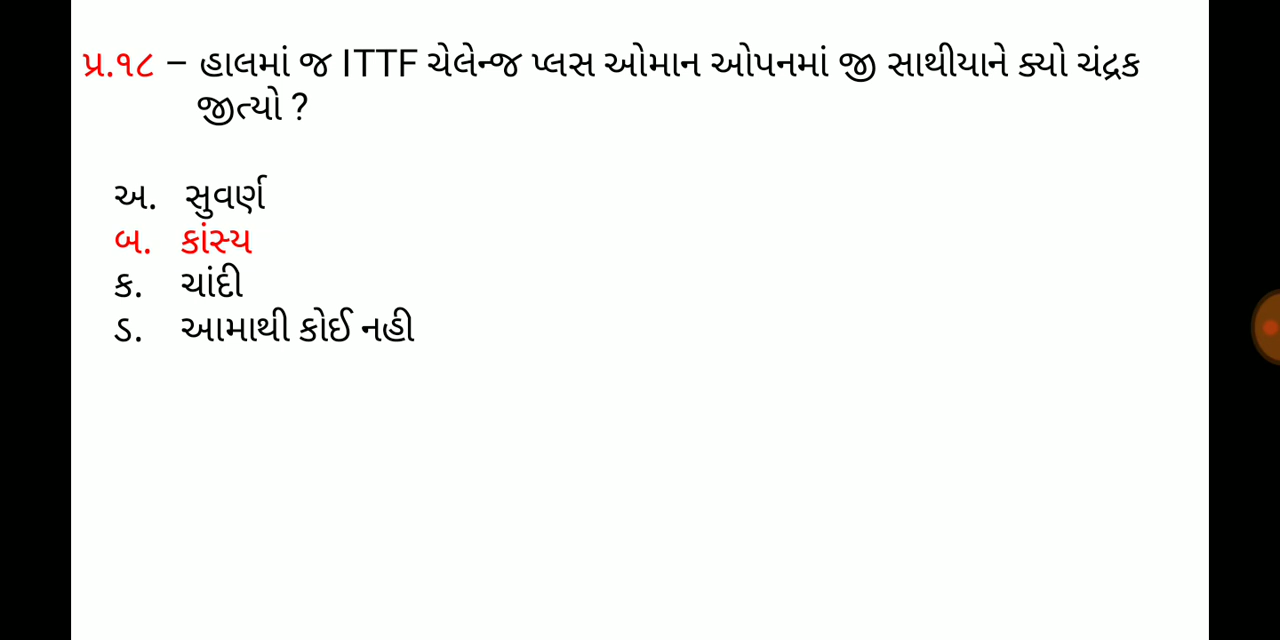 પ્ર.૧૮ – હાલમાં જ ITTF ચેલેન્જ પ્લસ ઓમાન ઓપનમાં જી સાથીયાને ક્યો ચંદ્રક
જીત્યો ?
અ. સુવર્ણ
બ. કાંસ્ય
ક. ચાંદી
ડ. આમાથી કોઈ નહી